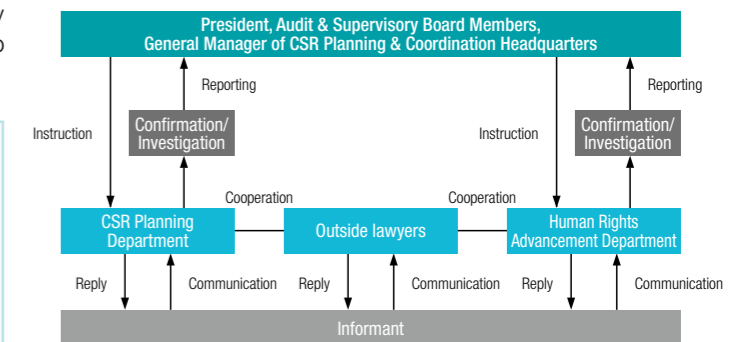 President, Audit & Supervisory Board Members,
General Manager of CSR Planning & Coordination Headquarters
Reporting
Reporting
Instruction
Confirmation/
Investigation
Instruction
Confirmation/
Investigation
Cooperation
Cooperation
CSR Planning
Department
Outside lawyers
Human Rights
Advancement Department
Reply
Communication
Reply
Communication
Reply
Communication
Informant